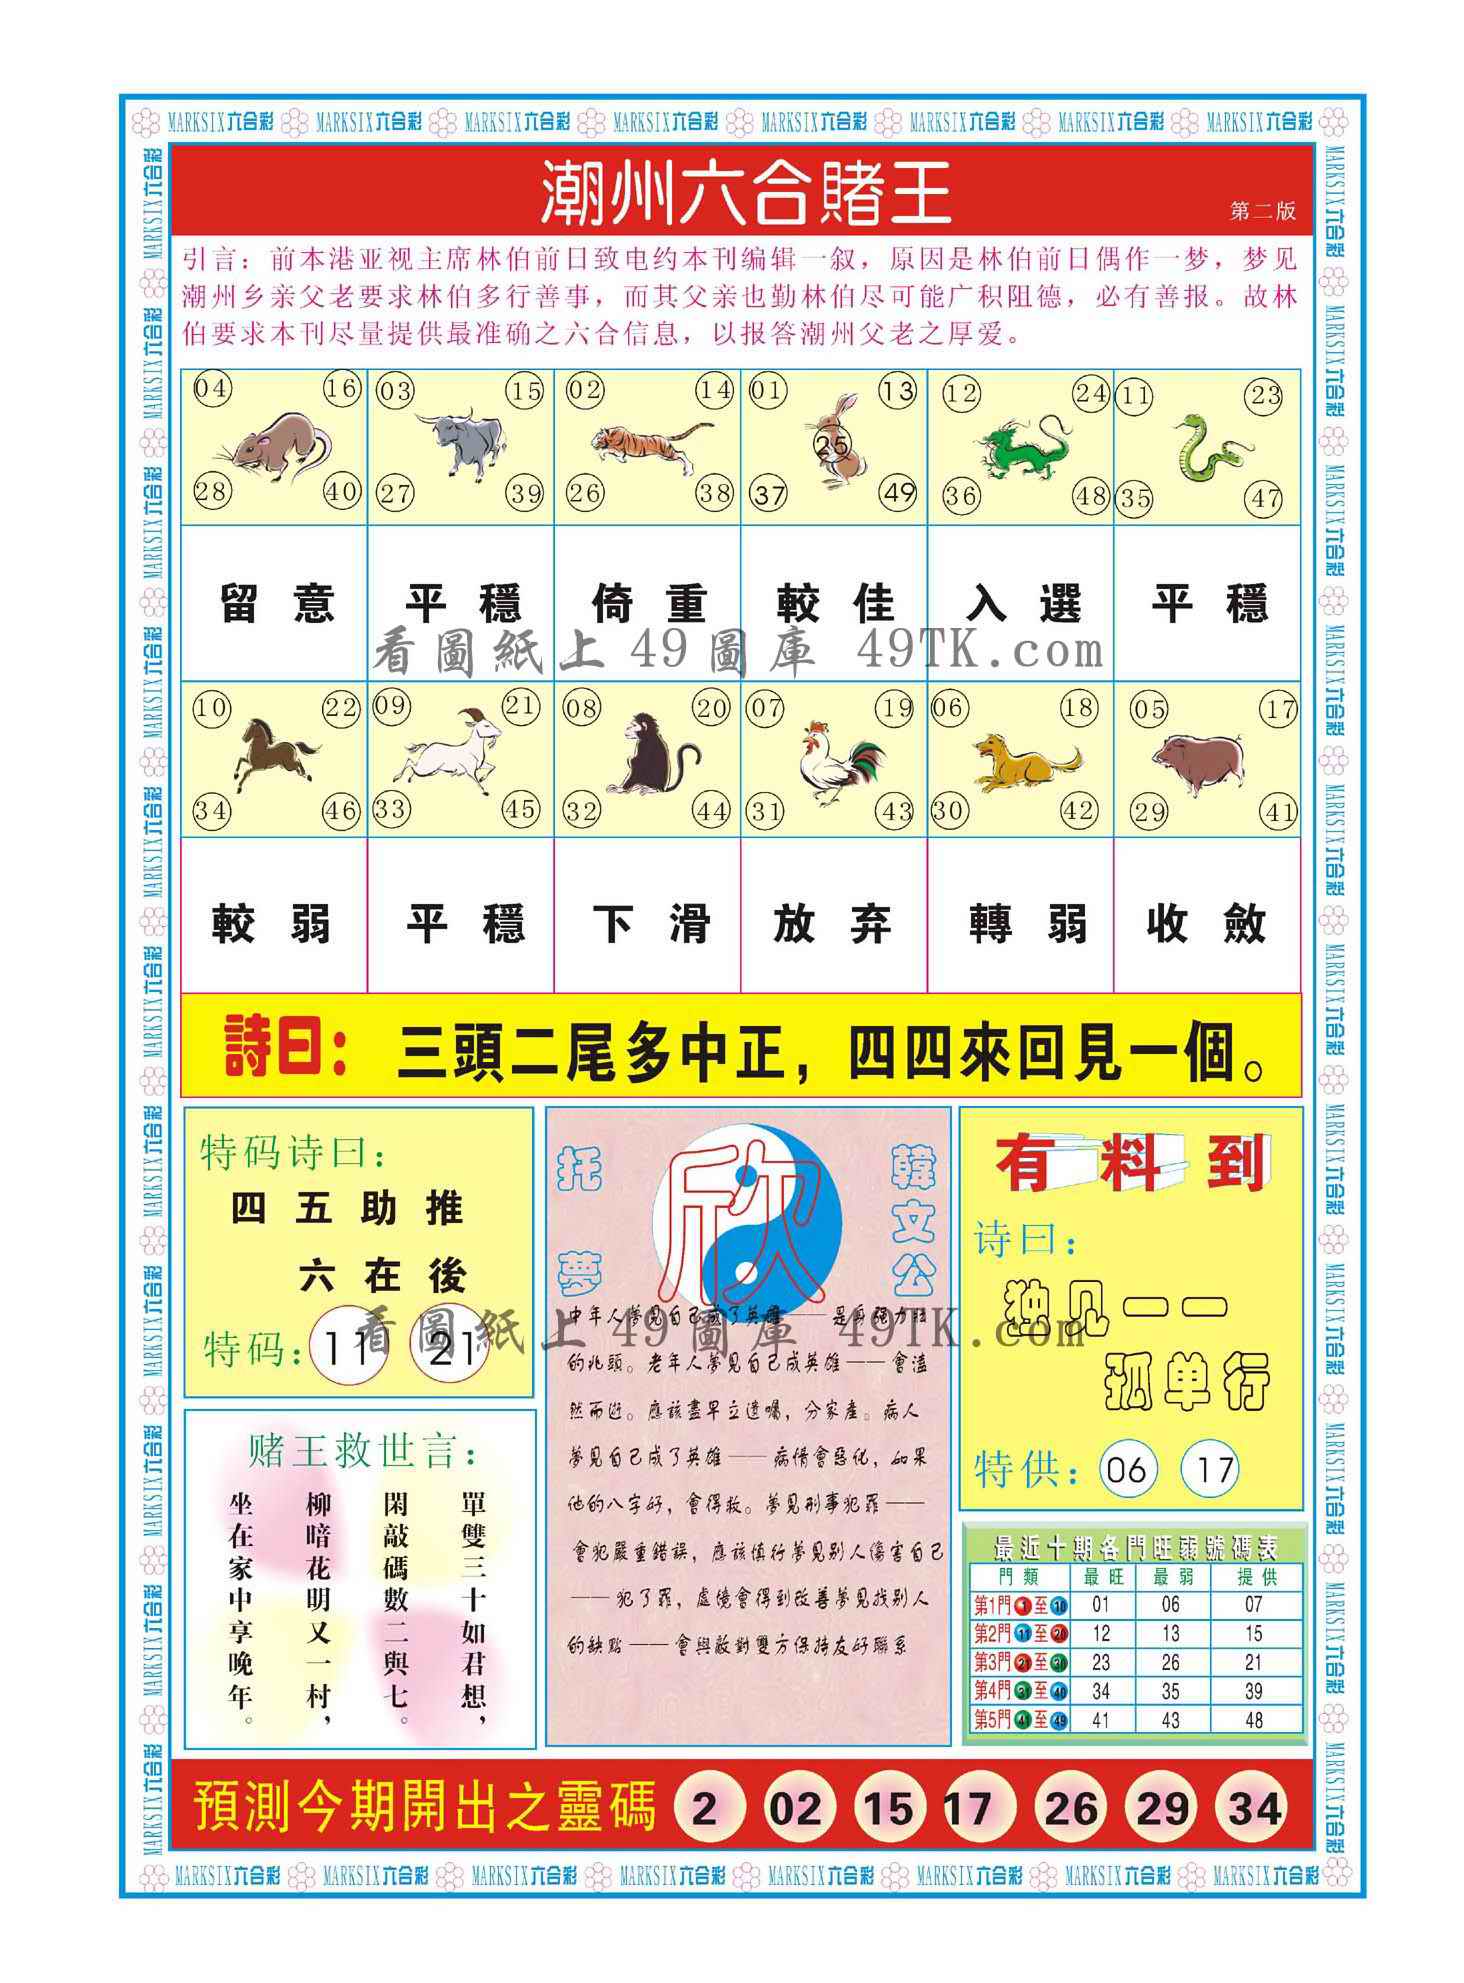 MARKSIX六合彩 MARKSIX六合彩 MARKSIX六合彩 MARKSIX六合彩 MARKSIX六合彩 MARKSIX六合彩 MARKSIX六合彩 MARKSIX六合彩
潮州六合賭王
第二版
引言：前本港亚视主席林伯前日致电约本刊编辑一叙，原因是林伯前日偶作一梦，梦见
潮州乡亲父老要求林伯多行善事，而其父亲也勤林伯尽可能广积阻德，必有善报。故林
伯要求本刊尽量提供最准确之六合信息，以报答潮州父老之厚爱。
04 16 03 15 02 14 01 13 12 24 11 23
25
28 40 27 39 26 38 37 49 36 48 35 47
留意 平穩 倚重 較佳 入選 平穩
看圖紙上49圖庫 49TK.com
10 22 09 21 08 20 07 19 06 18 05 17
34 46 33 45 32 44 31 43 30 42 29 41
較弱 平穩 下滑 放弃 轉弱 收斂
詩曰：三頭二尾多中正，四四來回見一個。
特码诗曰：
四五助推
六在後
特码：11 21
賭王救世言：
單雙三十如君想，
閑敲碼數二與七。
柳暗花明又一村，
坐在家中享晚年。
韓文公
托夢
欣
中年人夢見自己成了英雄——是身强力壯
的兆頭。老年人夢見自己成英雄——會溘
然而逝。應該盡早立遺囑，分家產。病人
夢見自己成了英雄——病情會惡化，如果
他的八字好，會得救。夢見刑事犯罪——
會犯嚴重錯誤，應該慎行夢見别人傷害自己
——犯了罪，處境會得到改善夢見找别人
的缺點——會與敵對雙方保持友好聯系
看圖紙上49圖庫 49TK.com
有料到
诗曰：
独见一一
孤单行
特供：06 17
最近十期各門旺弱號碼表
門類 最旺 最弱 提供
第1門 1至10 01 06 07
第2門 11至20 12 13 15
第3門 21至30 23 26 21
第4門 31至40 34 35 39
第5門 41至49 41 43 48
預測今期開出之靈碼 2 02 15 17 26 29 34
MARKSIX六合彩 MARKSIX六合彩 MARKSIX六合彩 MARKSIX六合彩 MARKSIX六合彩 MARKSIX六合彩 MARKSIX六合彩 MARKSIX六合彩